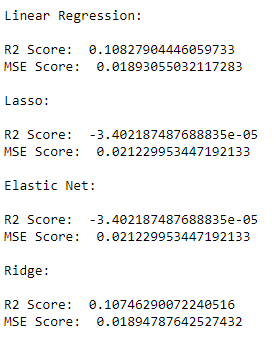 Linear Regression:
R2 Score:  0.10827904446059733
MSE Score:  0.01893055032117283
Lasso:
R2 Score:  -3.402187487688835e-05
MSE Score:  0.021229953447192133
Elastic Net:
R2 Score:  -3.402187487688835e-05
MSE Score:  0.021229953447192133
Ridge:
R2 Score:  0.10746290072240516
MSE Score:  0.01894787642527432